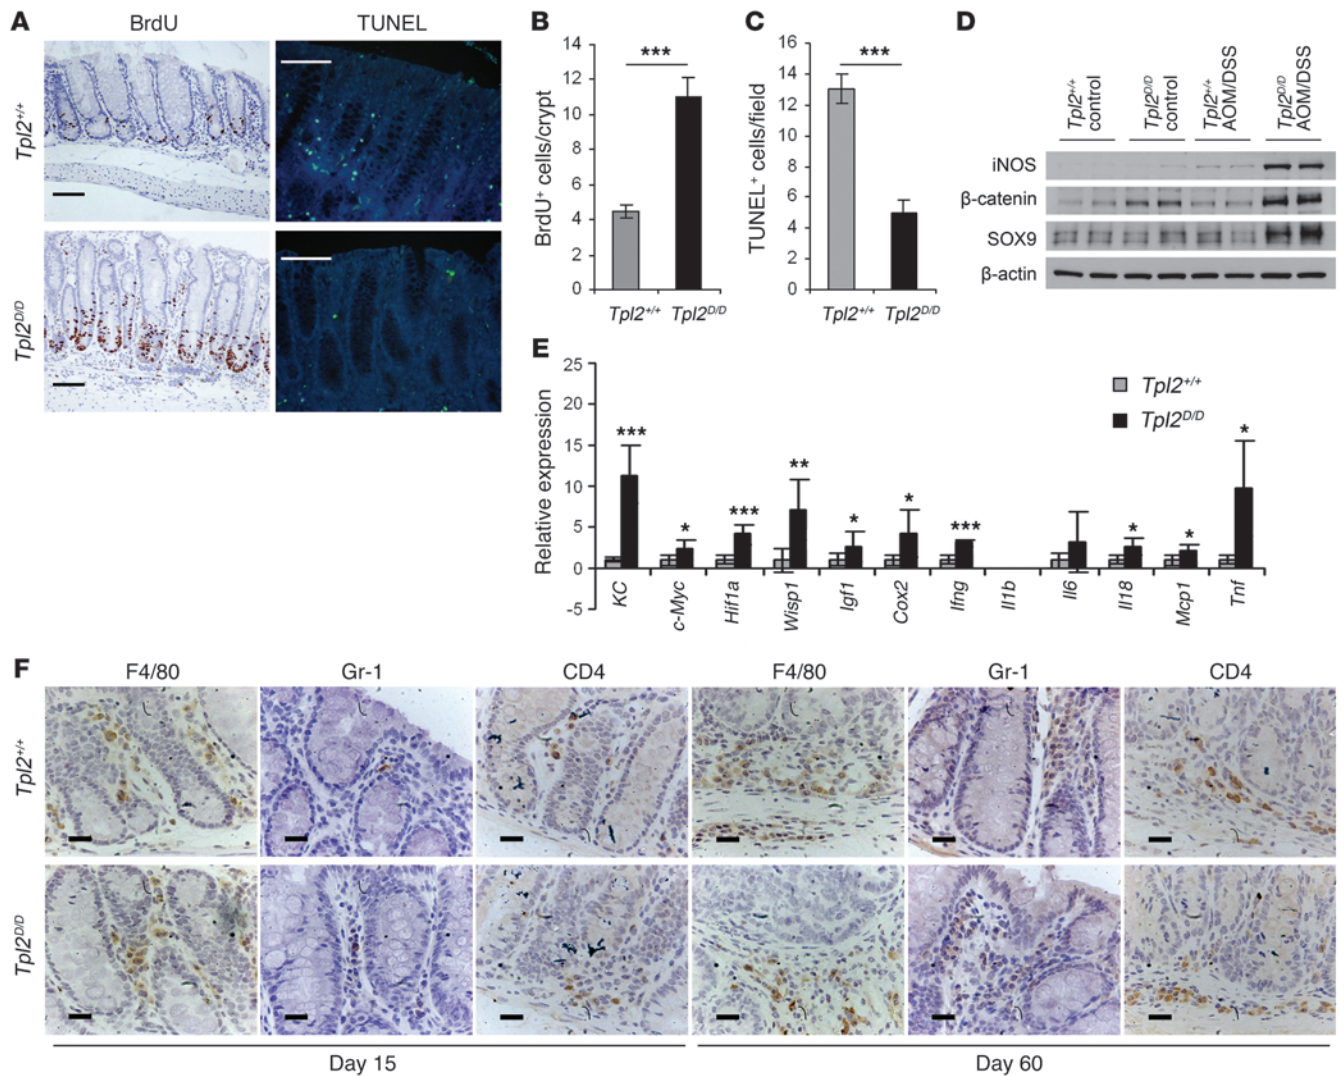 A
BrdU
TUNEL
Tpl2+/+
Tpl2D/D
B
BrdU+ cells/crypt
14
12
10
8
6
4
2
0
***
Tpl2+/+
Tpl2D/D
C
TUNEL+ cells/field
16
14
12
10
8
6
4
2
0
***
Tpl2+/+
Tpl2D/D
D
Tpl2+/+ control
Tpl2D/D control
Tpl2+/+ AOM/DSS
Tpl2D/D AOM/DSS
iNOS
β-catenin
SOX9
β-actin
E
Relative expression
25
20
15
10
5
0
-5
Tpl2+/+
Tpl2D/D
***
*
***
**
*
*
***
*
*
*
KC
c-Myc
Hif1a
Wisp1
Igf1
Cox2
Ifng
Il1b
Il6
Il18
Mcp1
Tnf
F
F4/80
Gr-1
CD4
F4/80
Gr-1
CD4
Tpl2+/+
Tpl2D/D
Day 15
Day 60